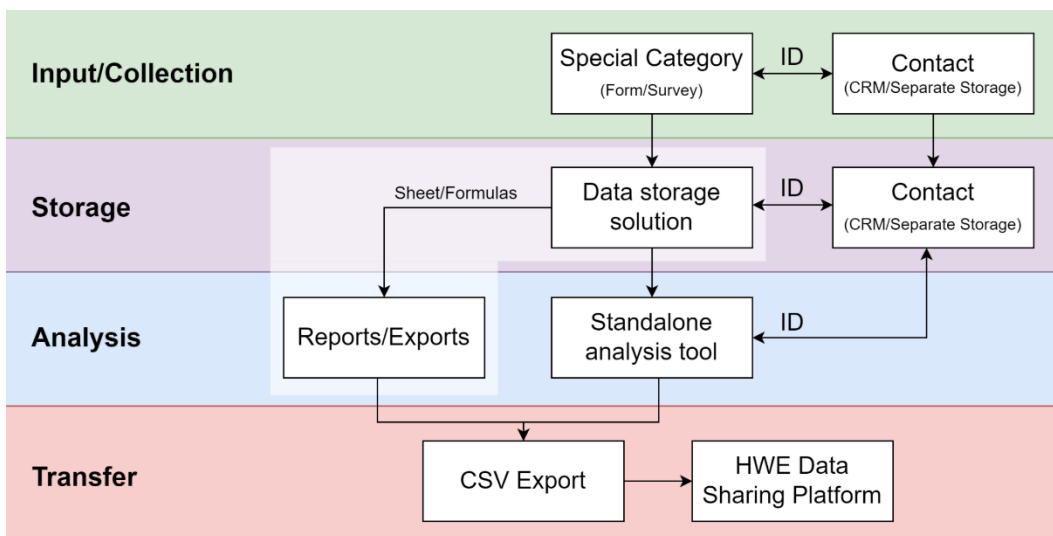 Input/Collection
Special Category
(Form/Survey)
ID
Contact
(CRM/Separate Storage)
Storage
Sheet/Formulas
Data storage
solution
ID
Contact
(CRM/Separate Storage)
Analysis
Reports/Exports
Standalone
analysis tool
ID
Transfer
CSV Export
HWE Data
Sharing Platform